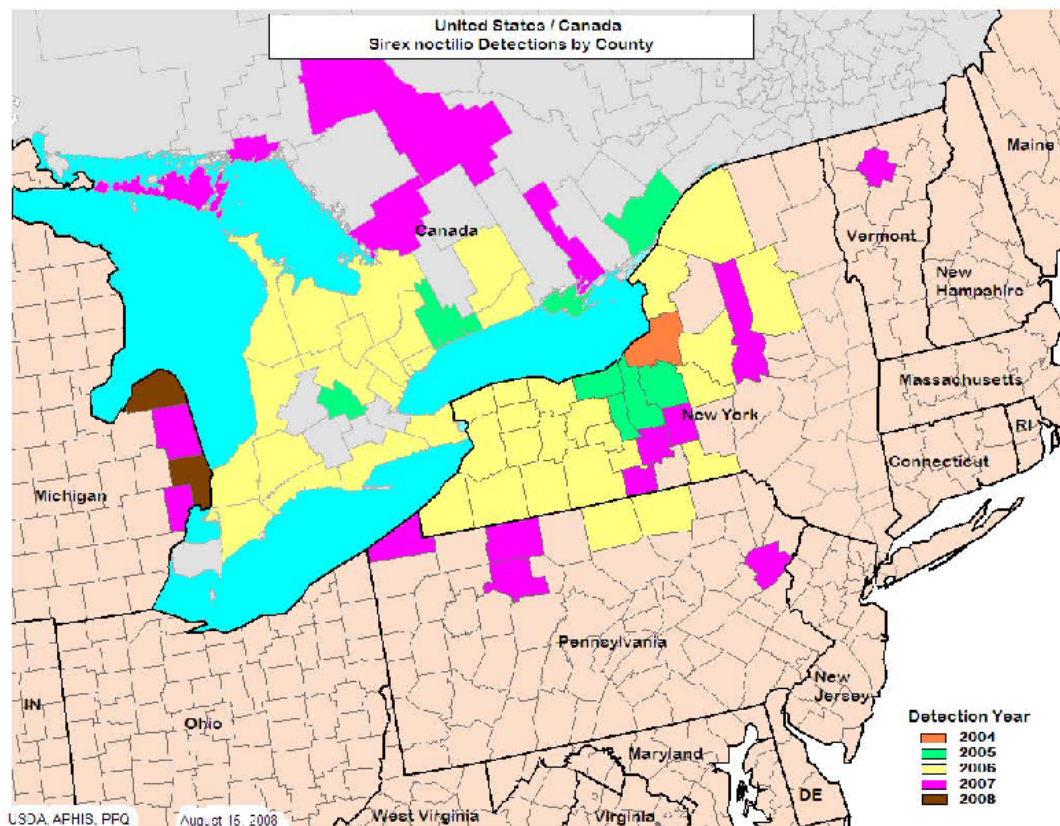 United States / Canada
Sirex noctilio Detections by County
Maine
Canada
Vermont
New
Hampshire
Massachusetts
New York
RI
Connecticut
Michigan
Pennsylvania
New
Jersey
IN
Ohio
Detection Year
2004
2005
2006
2007
2008
Maryland
DE
West Virginia
Virginia
USDA, APHIS, PPQ
August 15, 2008